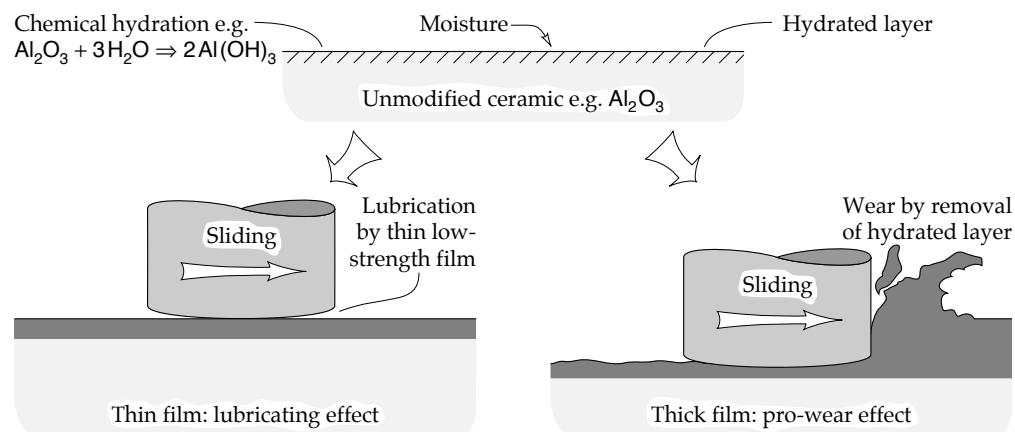 Chemical hydration e.g.
Al₂O₃ + 3H₂O ⇒ 2Al(OH)₃
Moisture
Hydrated layer
Unmodified ceramic e.g. Al₂O₃
Lubrication
by thin low-
strength film
Sliding
Wear by removal
of hydrated layer
Sliding
Thin film: lubricating effect
Thick film: pro-wear effect